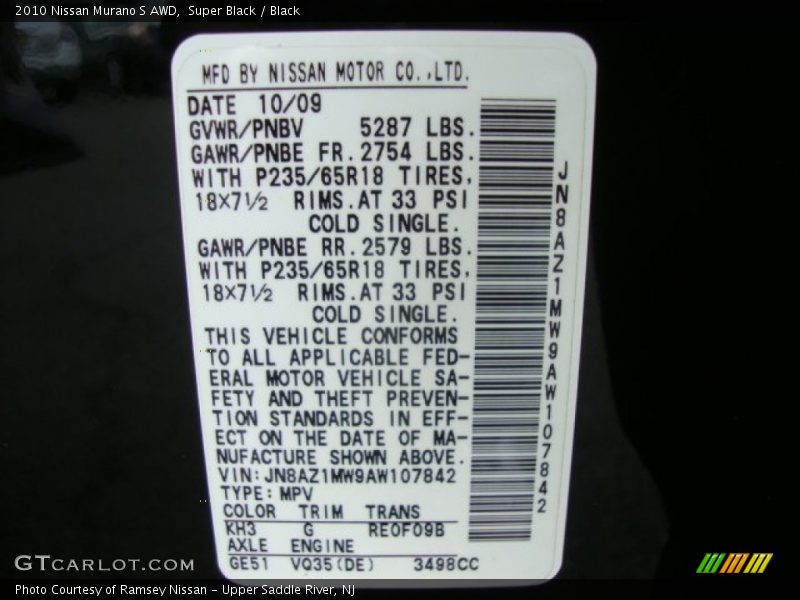 2010 Nissan Murano S AWD,  Super Black / Black
MFD BY NISSAN MOTOR CO.,LTD.
DATE 10/09
GVWR/PNBV 5287 LBS.
GAWR/PNBE FR. 2754 LBS.
WITH P235/65R18 TIRES,
18×7½ RIMS.AT 33 PSI
COLD SINGLE.
GAWR/PNBE RR. 2579 LBS.
WITH P235/65R18 TIRES,
18×7½ RIMS.AT 33 PSI
COLD SINGLE.
THIS VEHICLE CONFORMS
TO ALL APPLICABLE FED-
ERAL MOTOR VEHICLE SA-
FETY AND THEFT PREVEN-
TION STANDARDS IN EFF-
ECT ON THE DATE OF MA-
NUFACTURE SHOWN ABOVE.
VIN:JN8AZ1MW9AW107842
TYPE:MPV
COLOR TRIM TRANS
KH3 G RE0F09B
AXLE ENGINE
GE51 VQ35(DE) 3498CC
JN8AZ1MW9AW107842
GTCARLOT.COM
Photo Courtesy of Ramsey Nissan - Upper Saddle River, NJ